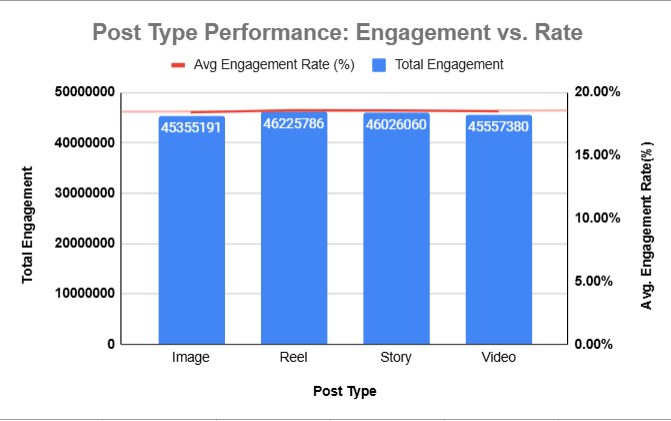 Post Type Performance: Engagement vs. Rate
Avg Engagement Rate (%) Total Engagement
50000000
40000000
30000000
20000000
10000000
0
Total Engagement
45355191 46225786 46026060 45557380
20.00%
15.00%
10.00%
5.00%
0.00%
Avg. Engagement Rate(%)
Image Reel Story Video
Post Type